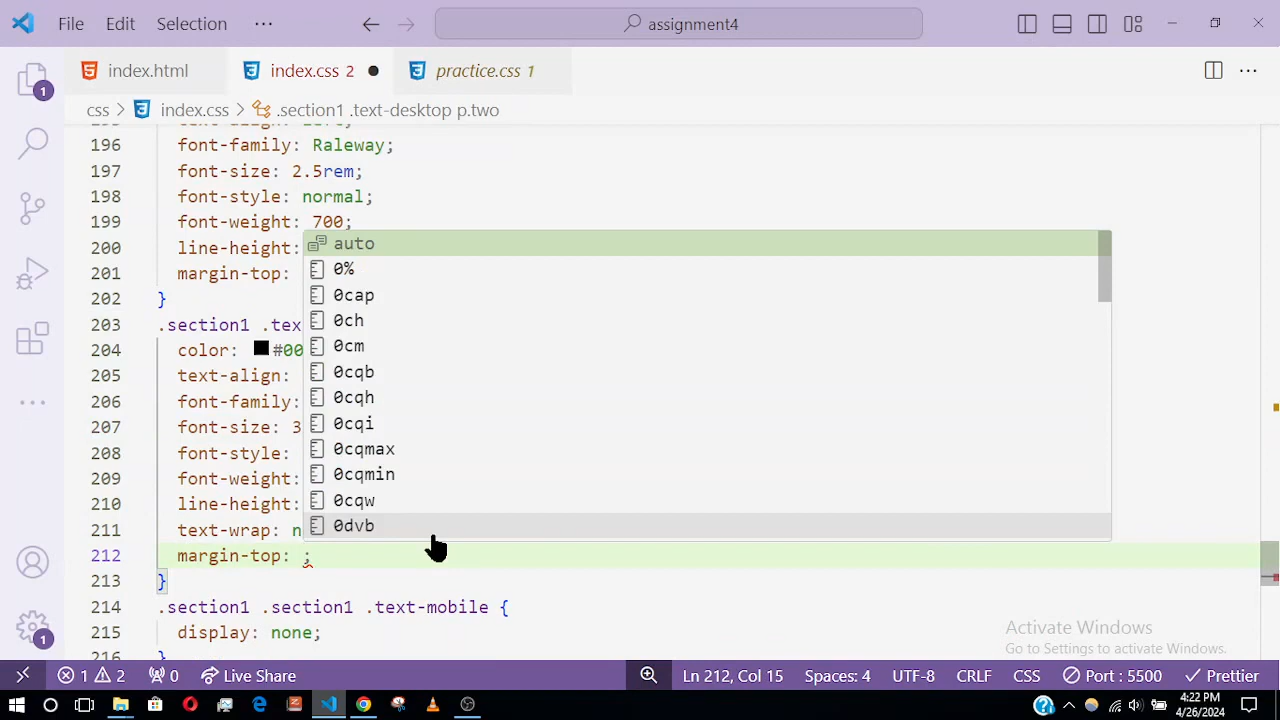 File Edit Selection ··· assignment4
index.html index.css 2 practice.css 1 ···
css > index.css > .section1 .text-desktop p.two
196 font-family: Raleway;
197 font-size: 2.5rem;
198 font-style: normal;
199 font-weight: 700;
200 line-height:
201 margin-top:
202 }
203 .section1 .tex
204 color: #00
205 text-align:
206 font-family:
207 font-size: 3
208 font-style:
209 font-weight:
210 line-height:
211 text-wrap: n
212 margin-top: ;
213 }
214 .section1 .section1 .text-mobile {
215 display: none;
216 }
auto
0%
0cap
0ch
0cm
0cqb
0cqh
0cqi
0cqmax
0cqmin
0cqw
0dvb
1
1
Activate Windows
Go to Settings to activate Windows.
1 2 0 Live Share Ln 212, Col 15 Spaces: 4 UTF-8 CRLF CSS Port : 5500 Prettier
4:22 PM
4/26/2024